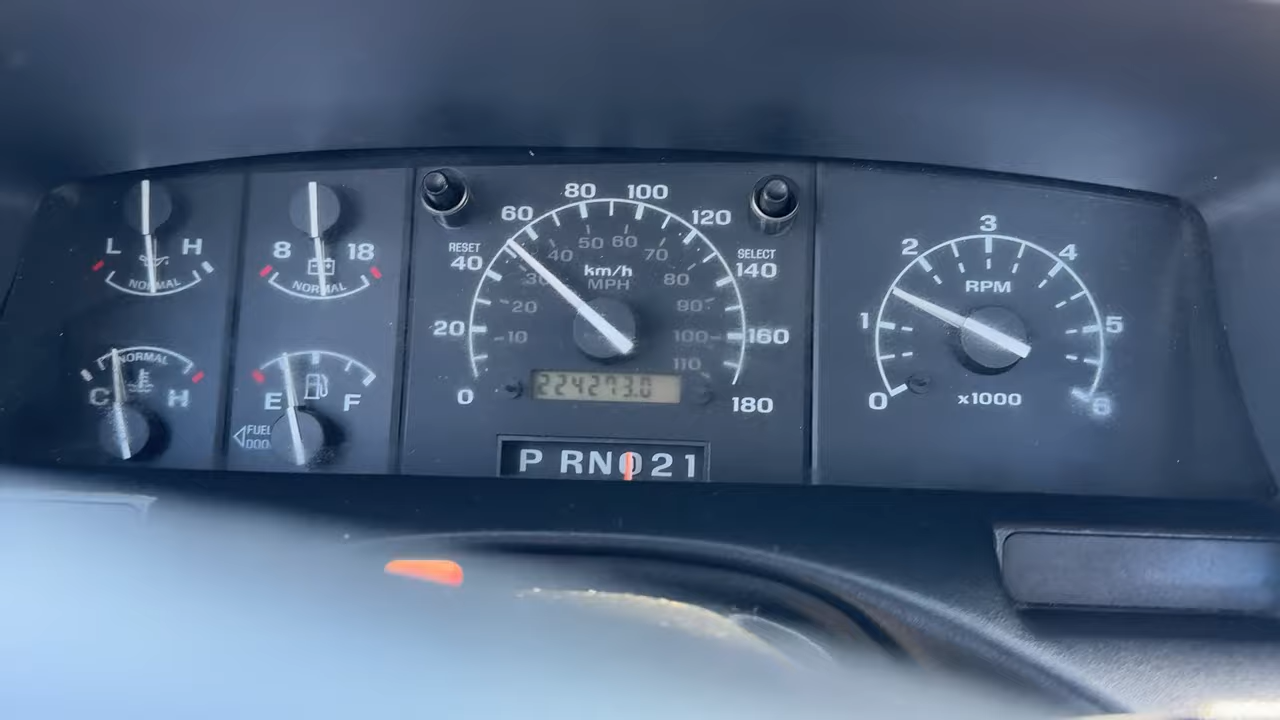 L H
NORMAL
8 18
NORMAL
NORMAL
C H
E F
FUEL
RESET
SELECT
0 20 40 60 80 100 120 140 160 180
10 20 30 40 50 60 70 80 90 100 110
km/h
MPH
224273.0
P RN D 2 1
0 1 2 3 4 5 6
RPM
x1000